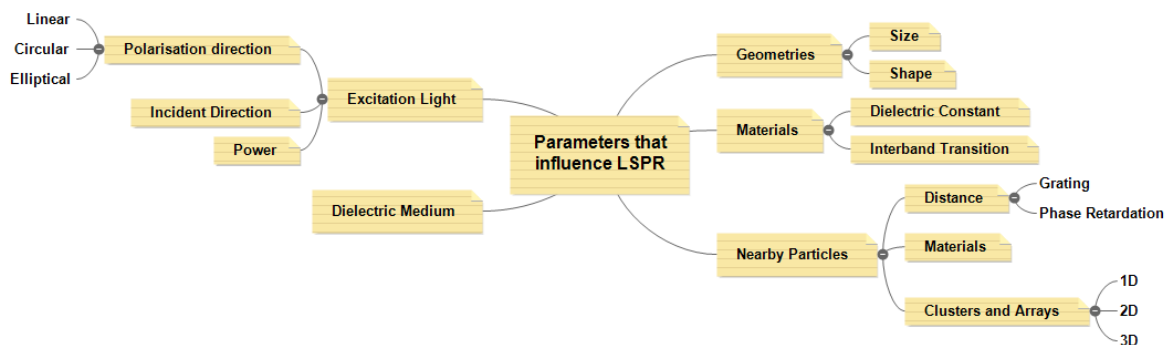 Parameters that
influence LSPR
Excitation Light
Polarisation direction
Linear
Circular
Elliptical
Incident Direction
Power
Dielectric Medium
Geometries
Size
Shape
Materials
Dielectric Constant
Interband Transition
Nearby Particles
Distance
Grating
Phase Retardation
Materials
Clusters and Arrays
1D
2D
3D